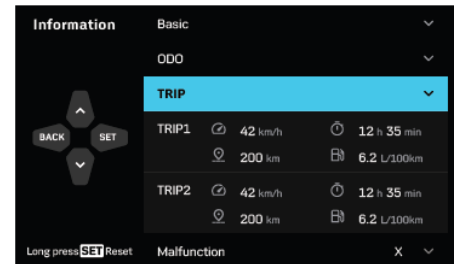 Information
Basic
ODO
TRIP
BACK
SET
TRIP1 42 km/h 12 h 35 min
200 km 6.2 L/100km
TRIP2 42 km/h 12 h 35 min
200 km 6.2 L/100km
Long press SET Reset
Malfunction X